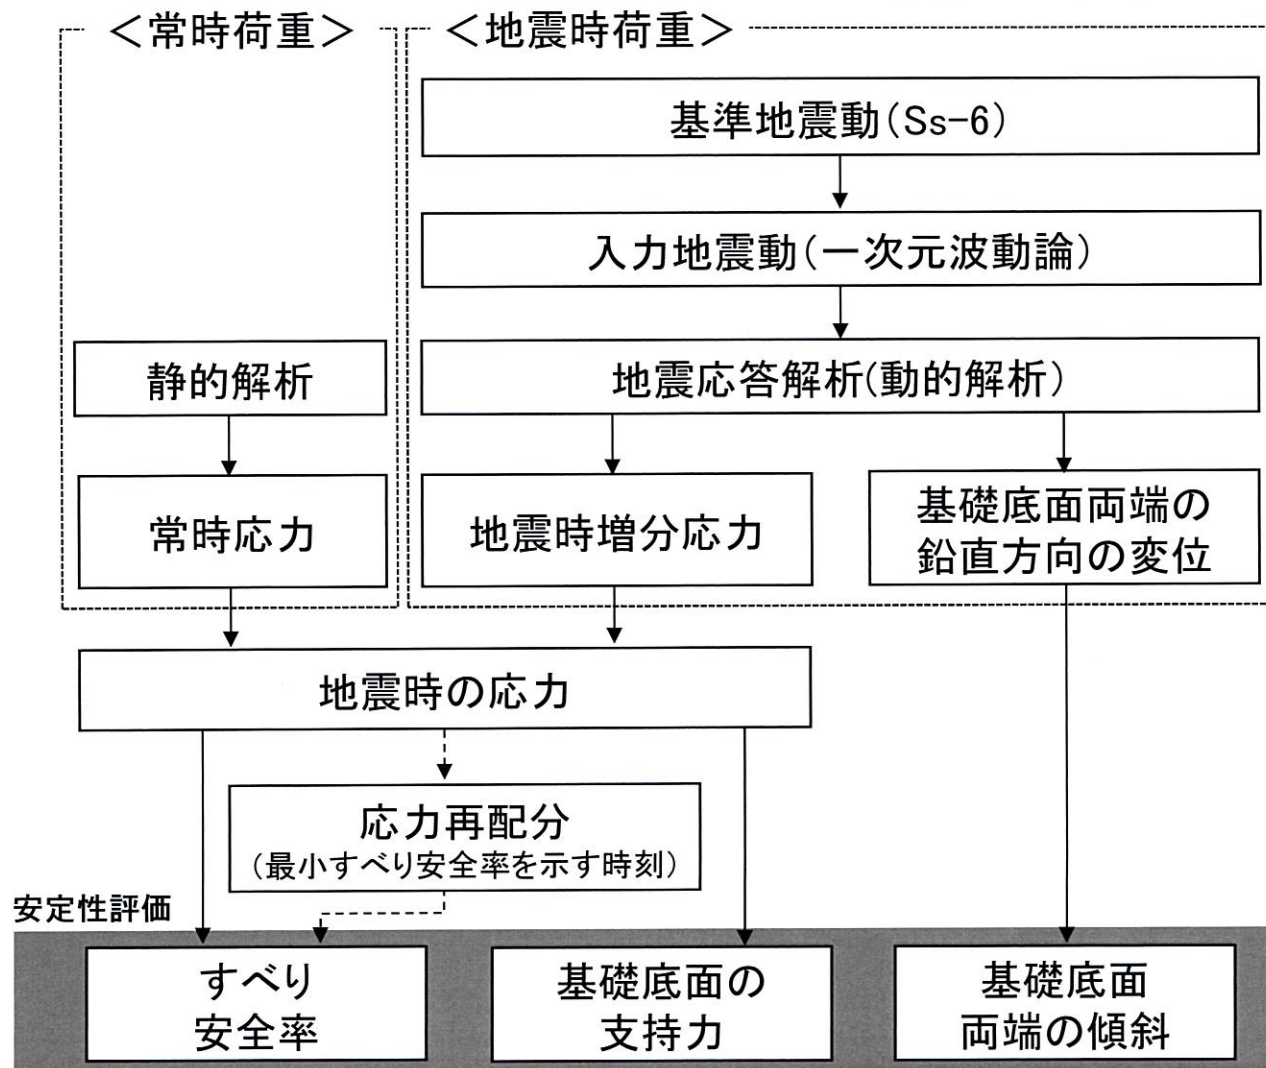 ＜常時荷重＞
＜地震時荷重＞
基準地震動(Ss-6)
入力地震動(一次元波動論)
静的解析
地震応答解析(動的解析)
常時応力
地震時増分応力
基礎底面両端の
鉛直方向の変位
地震時の応力
応力再配分
(最小すべり安全率を示す時刻)
安定性評価
すべり
安全率
基礎底面の
支持力
基礎底面
両端の傾斜